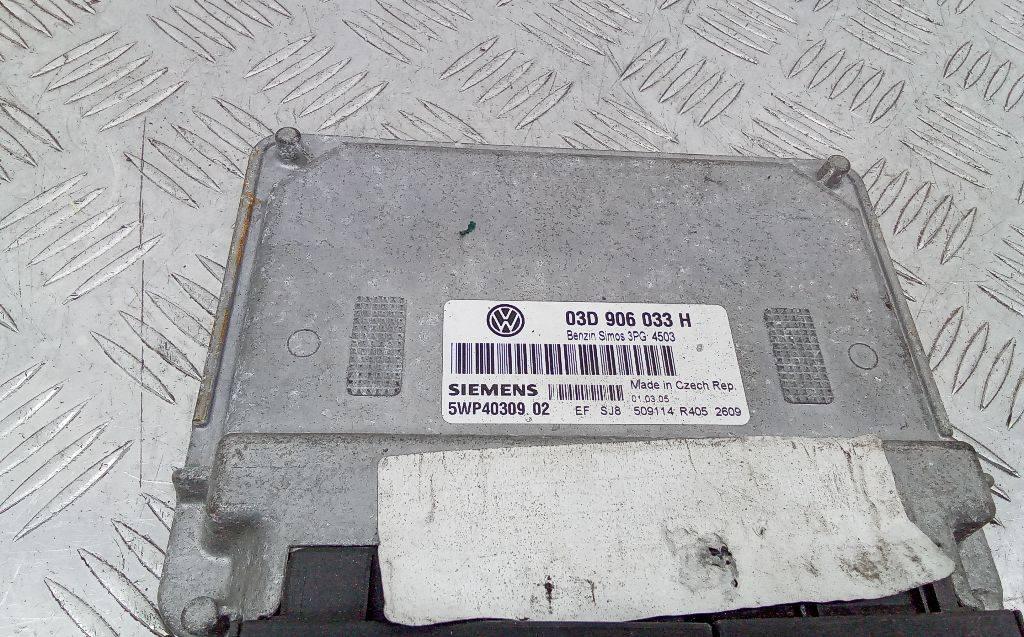 03D 906 033 H
Benzin Simos 3PG 4503
SIEMENS Made in Czech Rep.
01.03.05
5WP40309 02 EF SJ8 509114 R405 2609